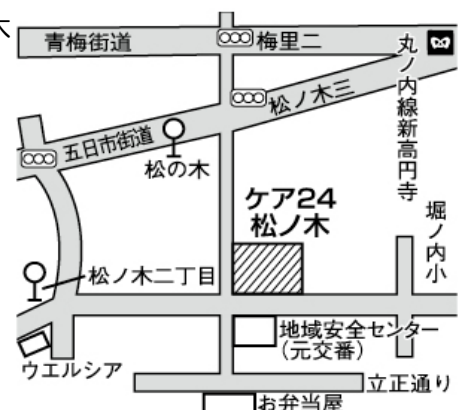 青梅街道
梅里二
丸ノ内線新高円寺
松ノ木三
五日市街道
松の木
ケア24
松ノ木
堀ノ内小
松ノ木二丁目
地域安全センター
(元交番)
ウエルシア
立正通り
お弁当屋